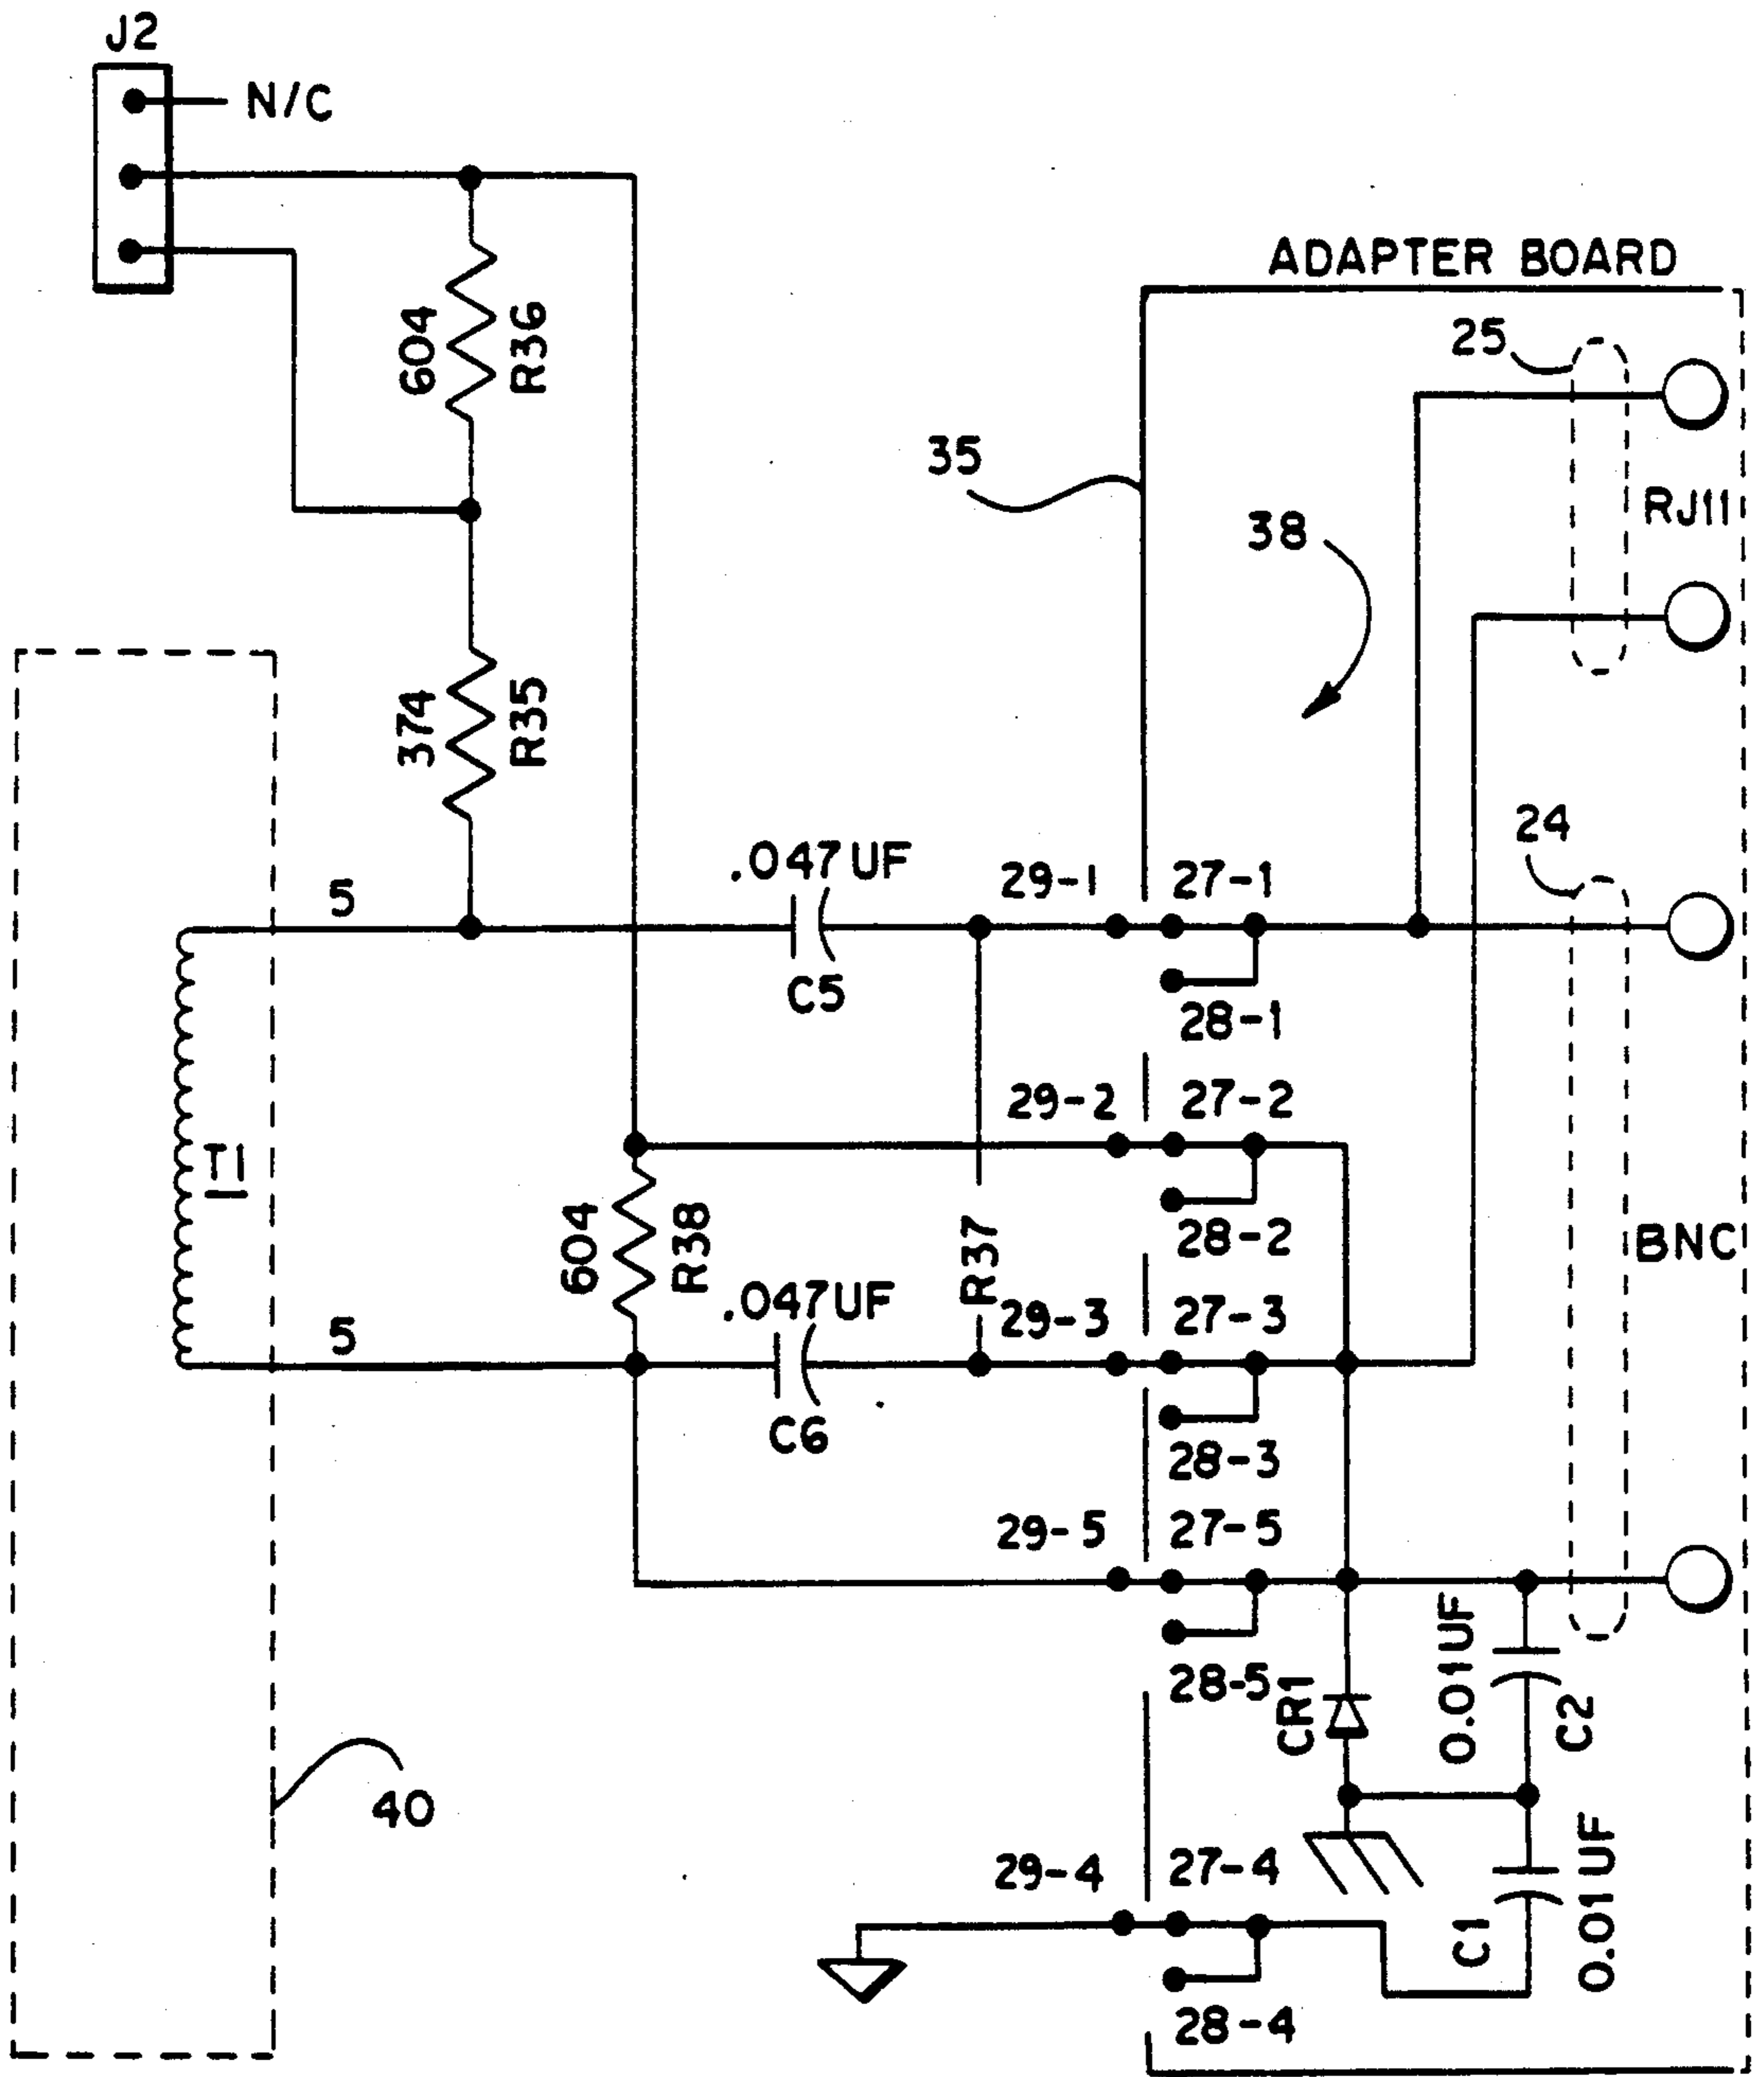 J2
N/C
ADAPTER BOARD
604
R36
25
35
RJ11
38
374
R35
24
5
.047UF
29-1
27-1
C5
28-1
29-2
27-2
T1
604
R38
R37
28-2
BNC
5
.047UF
29-3
27-3
C6
28-3
29-5
27-5
28-5
CR1
0.01UF
C2
40
29-4
27-4
C1
0.01UF
28-4